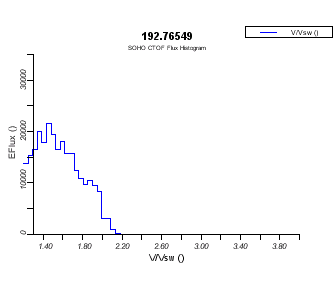 192.76549
SOHO CTOF Flux Histogram
V/Vsw ()
EFlux ()
30000
20000
10000
0
1.40 1.80 2.20 2.60 3.00 3.40 3.80
V/Vsw ()